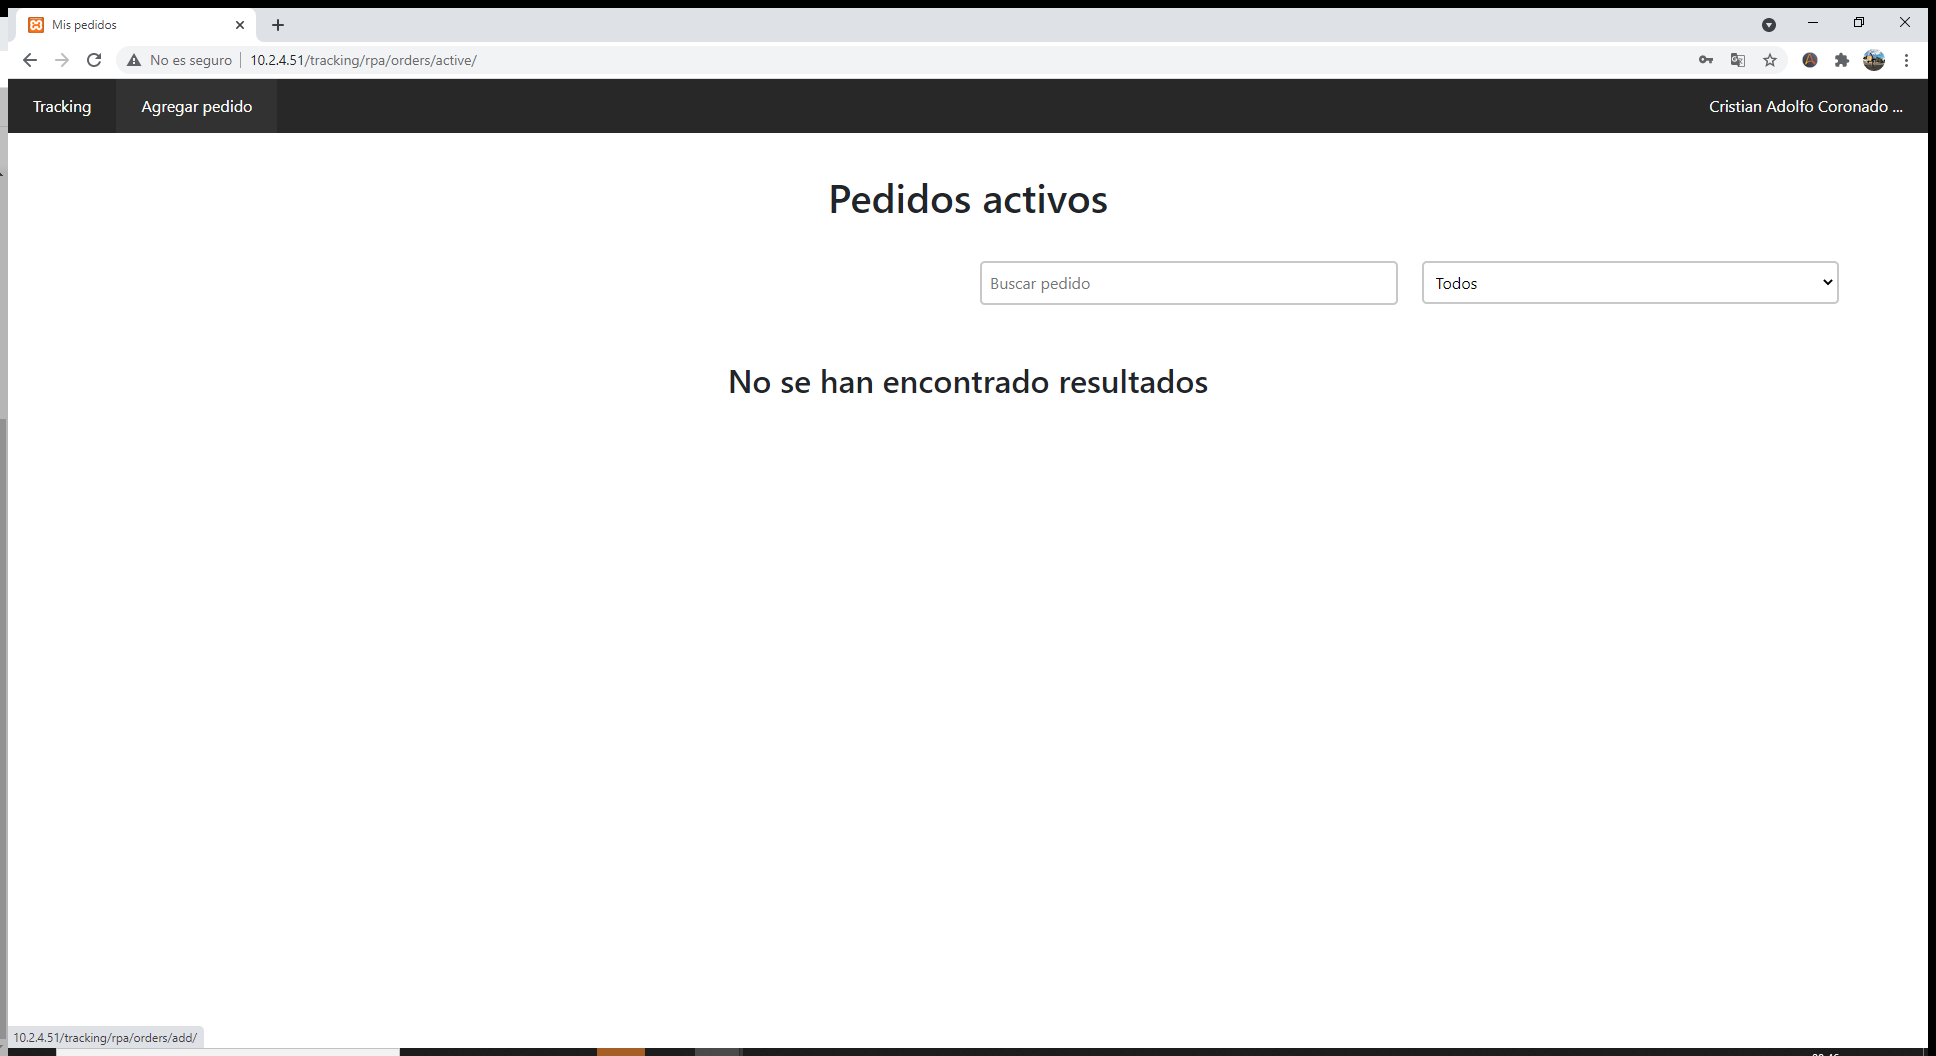 Mis pedidos
No es seguro | 10.2.4.51/tracking/rpa/orders/active/
Tracking Agregar pedido Cristian Adolfo Coronado ...
Pedidos activos
Buscar pedido Todos
No se han encontrado resultados
10.2.4.51/tracking/rpa/orders/add/